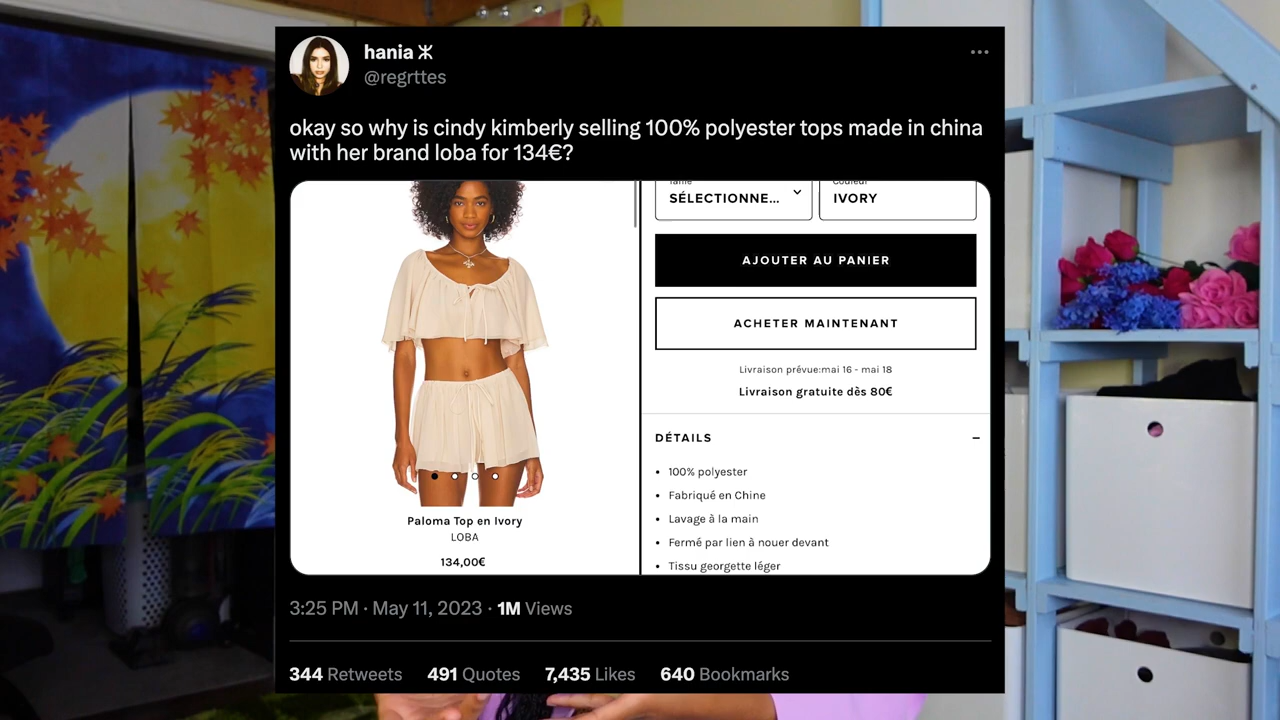 hania Ж
@regrttes
okay so why is cindy kimberly selling 100% polyester tops made in china
with her brand loba for 134€?
Taille
Couleur
SÉLECTIONNE...
IVORY
AJOUTER AU PANIER
ACHETER MAINTENANT
Livraison prévue:mai 16 - mai 18
Livraison gratuite dès 80€
DÉTAILS
100% polyester
Fabriqué en Chine
Lavage à la main
Fermé par lien à nouer devant
Tissu georgette léger
Paloma Top en Ivory
LOBA
134,00€
3:25 PM · May 11, 2023 · 1M Views
344 Retweets 491 Quotes 7,435 Likes 640 Bookmarks